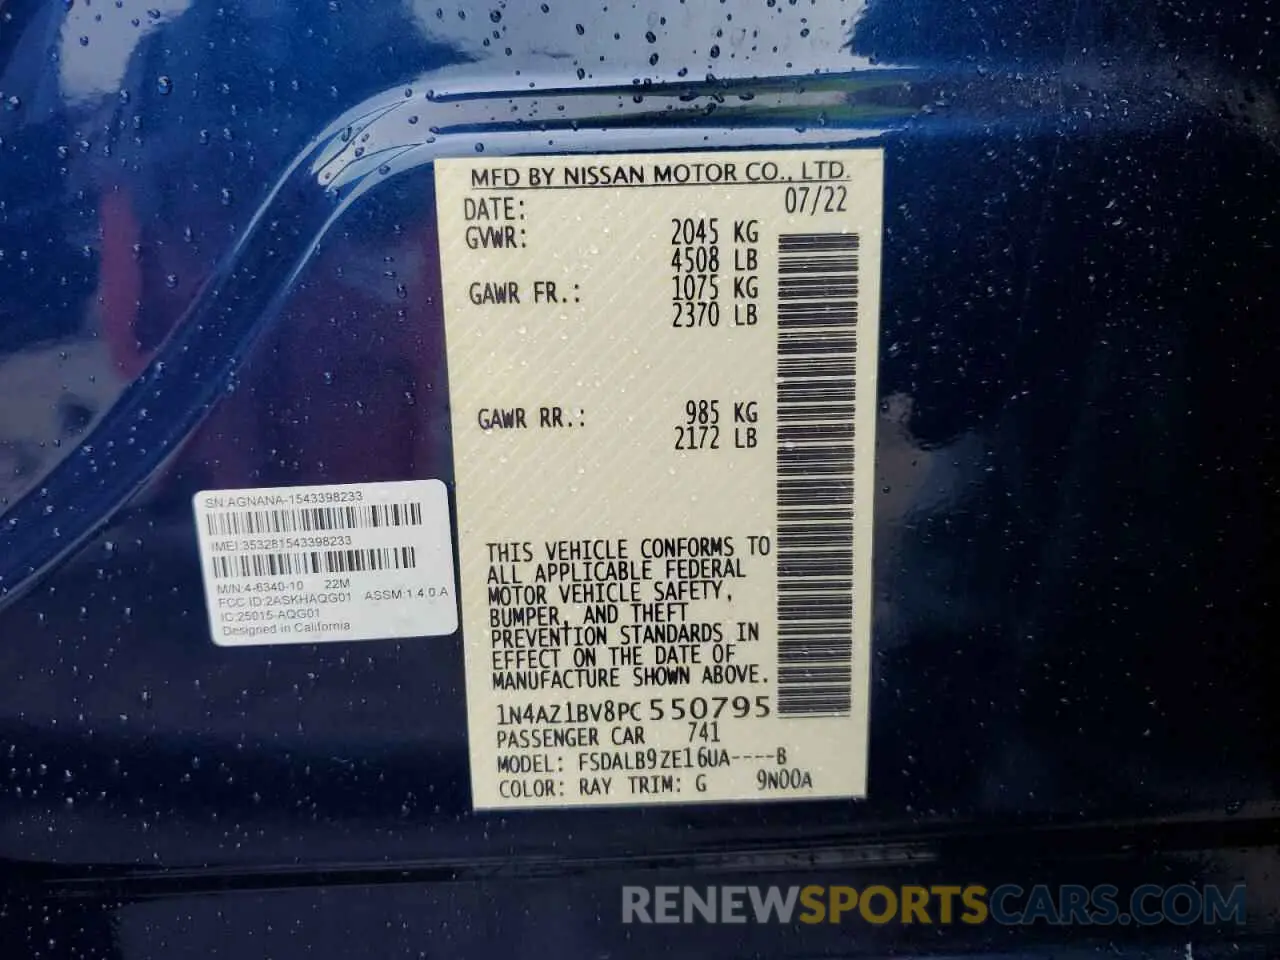 MFD BY NISSAN MOTOR CO., LTD.
DATE: 07/22
GVWR: 2045 KG
4508 LB
GAWR FR.: 1075 KG
2370 LB
GAWR RR.: 985 KG
2172 LB
THIS VEHICLE CONFORMS TO
ALL APPLICABLE FEDERAL
MOTOR VEHICLE SAFETY,
BUMPER, AND THEFT
PREVENTION STANDARDS IN
EFFECT ON THE DATE OF
MANUFACTURE SHOWN ABOVE.
1N4AZ1BV8PC550795
PASSENGER CAR 741
MODEL: FSDALB9ZE16UA----B
COLOR: RAY TRIM: G 9N00A
SN:AGNANA-1543398233
IMEI:353281543398233
M/N:4-6340-10 22M
FCC ID:2ASKHAQG01 ASSM:1.4.0.A
IC:25015-AQG01
Designed in California
RENEWSPORTSCARS.COM